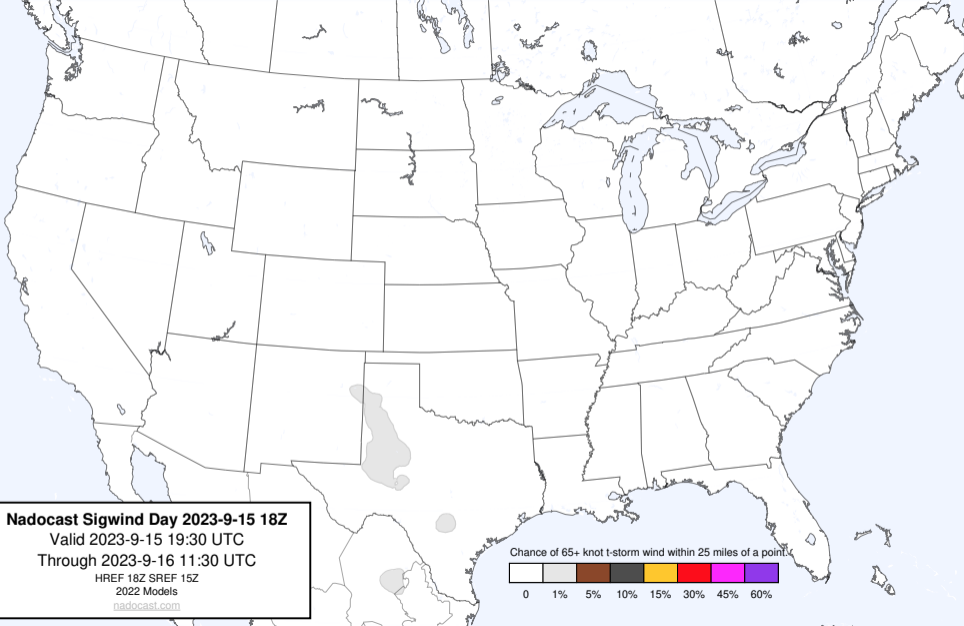 Nadocast Sigwind Day 2023-9-15 18Z
Valid 2023-9-15 19:30 UTC
Through 2023-9-16 11:30 UTC
HREF 18Z SREF 15Z
2022 Models
nadocast.com
Chance of 65+ knot t-storm wind within 25 miles of a point.
0 1% 5% 10% 15% 30% 45% 60%